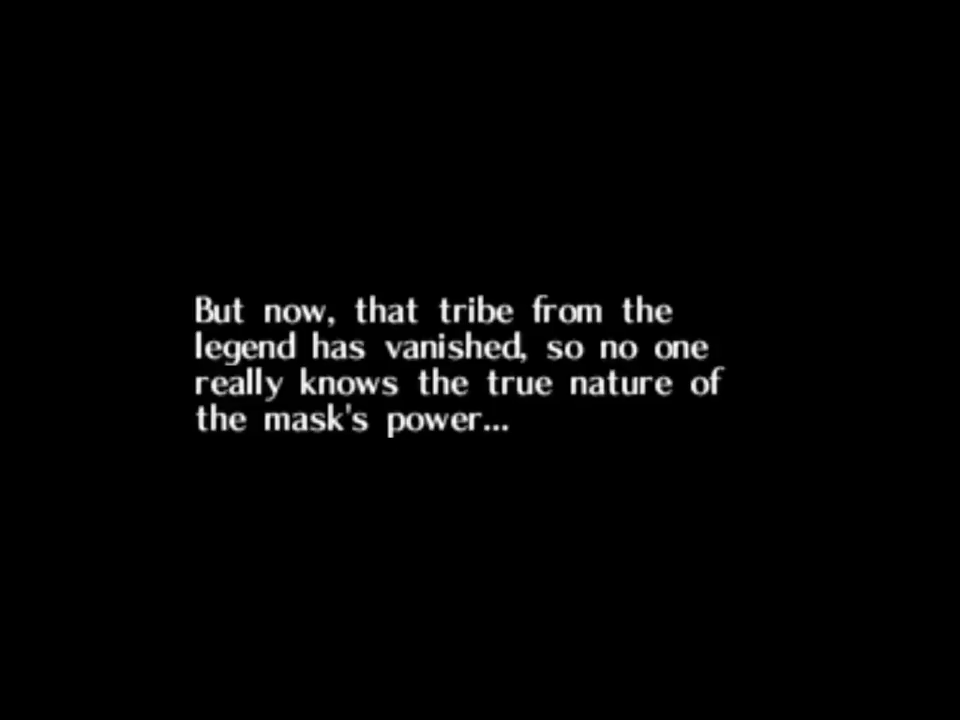 But now, that tribe from the
legend has vanished, so no one
really knows the true nature of
the mask's power...